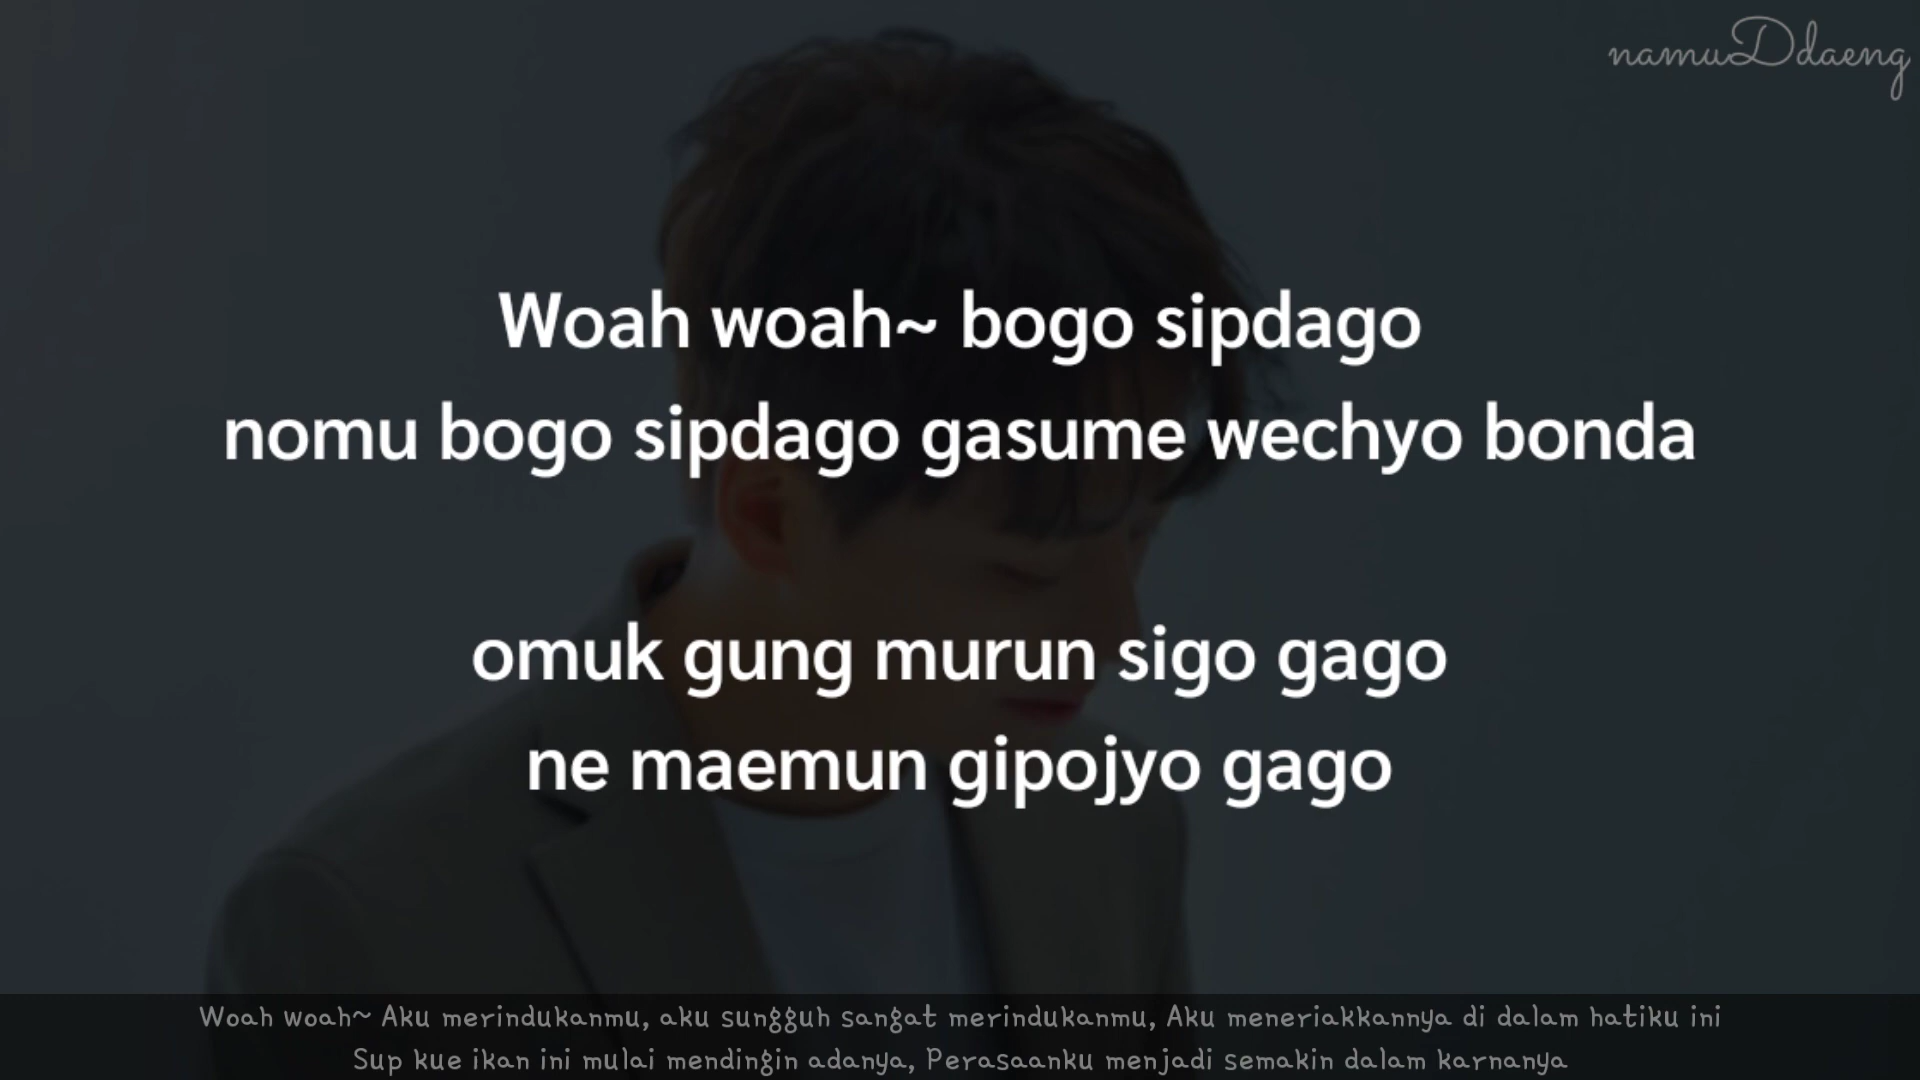 namuDdaeng
Woah woah~ bogo sipdago
nomu bogo sipdago gasume wechyo bonda
omuk gung murun sigo gago
ne maemun gipojyo gago
Woah woah~ Aku merindukanmu, aku sungguh sangat merindukanmu, Aku meneriakkannya di dalam hatiku ini
Sup kue ikan ini mulai mendingin adanya, Perasaanku menjadi semakin dalam karnanya